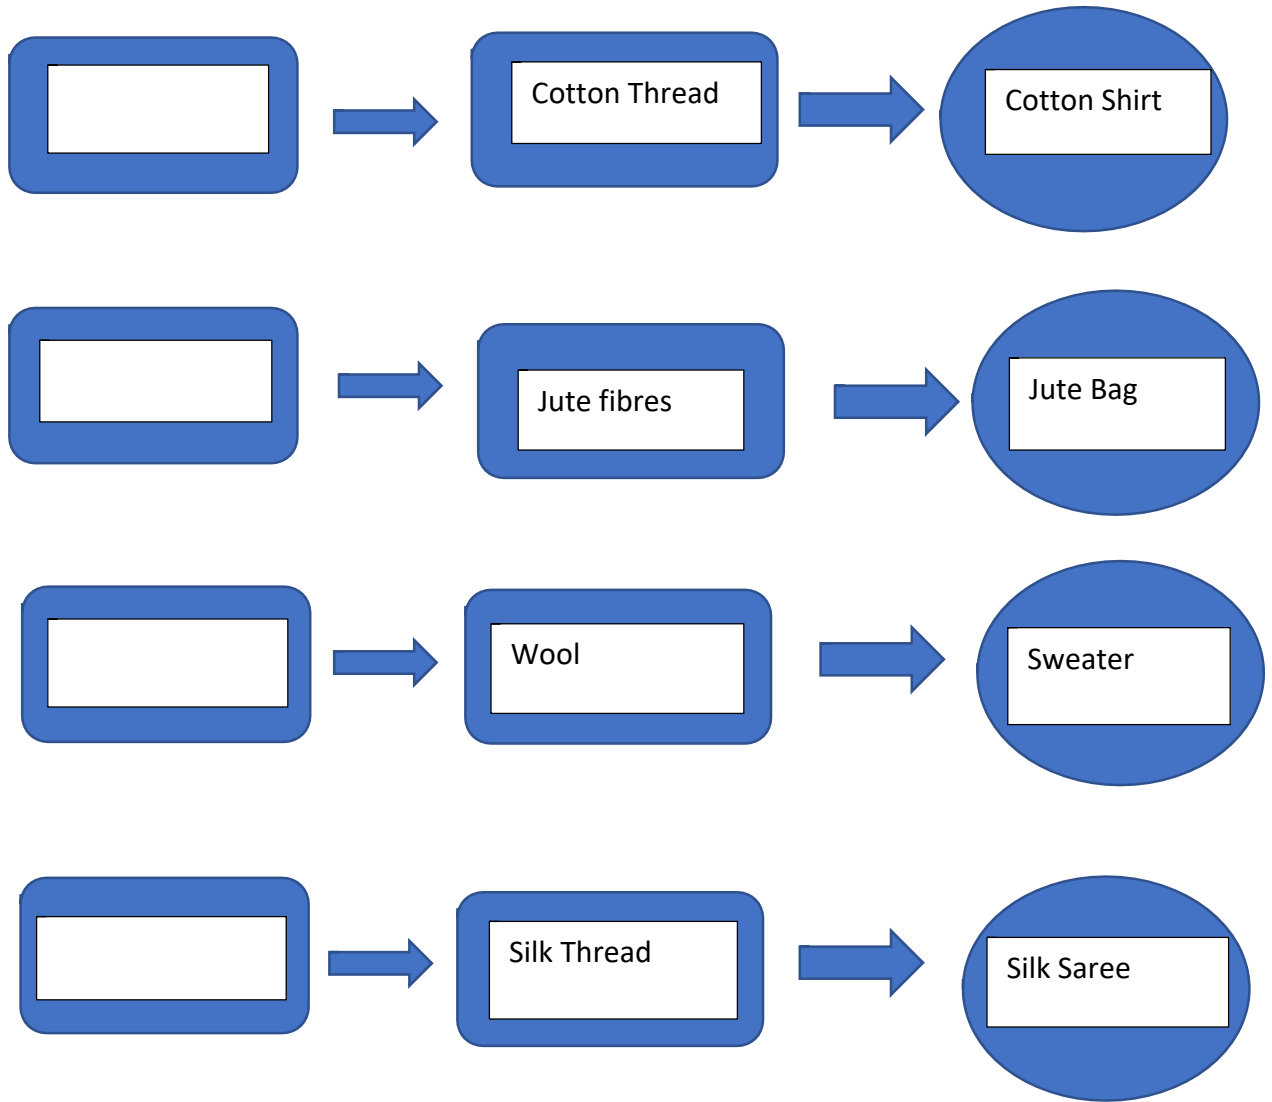 Cotton Thread
Cotton Shirt
Jute fibres
Jute Bag
Wool
Sweater
Silk Thread
Silk Saree